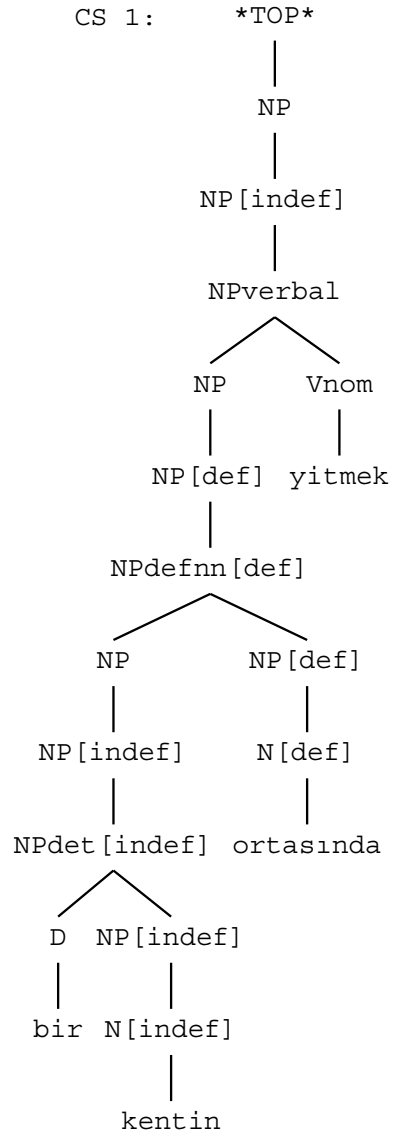 CS 1: *TOP*
NP
NP[indef]
NPverbal
NP Vnom
NP[def] yitmek
NPdefnn[def]
NP NP[def]
NP[indef] N[def]
NPdet[indef] ortasında
D NP[indef]
bir N[indef]
kentin